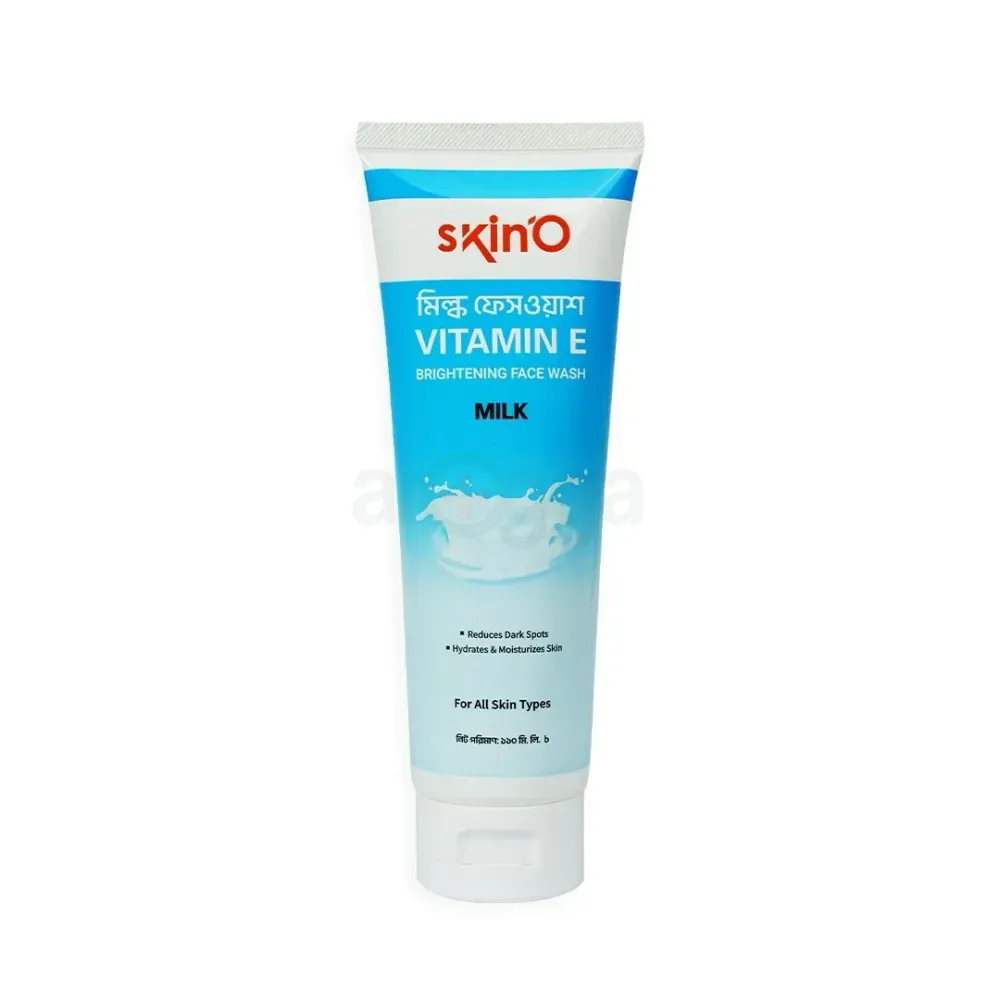 skin'O
মিল্ক ফেসওয়াশ
VITAMIN E
BRIGHTENING FACE WASH
MILK
▪ Reduces Dark Spots
▪ Hydrates & Moisturizes Skin
For All Skin Types
নিট পরিমাণ: ১১০ মি. লি.